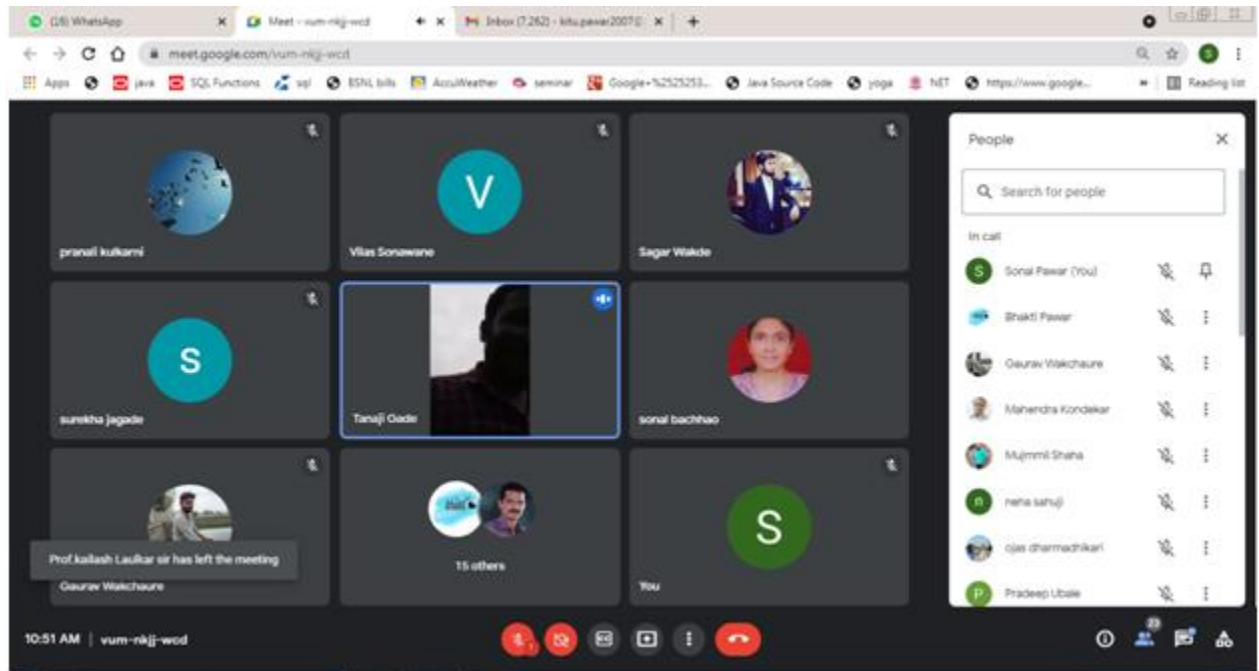 (16) WhatsApp
Meet - vum-nkjj-wcd
Inbox (7,262) - kitu.pawar2007@
meet.google.com/vum-nkjj-wcd
Apps
java
SQL Functions
sql
BSNL bills
AccuWeather
seminar
Google+%2525253...
Java Source Code
yoga
NET
https://www.google...
Reading list
pranali kulkarni
V
Vilas Sonawane
Sagar Wakde
S
surekha jagade
Tanaji Gade
sonal bachhao
Prof.kailash Laulkar sir has left the meeting
Gaurav Wakchaure
15 others
S
You
People
Search for people
In call
S
Sonal Pawar (You)
Bhakti Pawar
Gaurav Wakchaure
Mahendra Kondekar
Mujmmil Shaha
n
neha sahuji
ojas dharmadhikari
P
Pradeep Ubale
10:51 AM | vum-nkjj-wcd
23